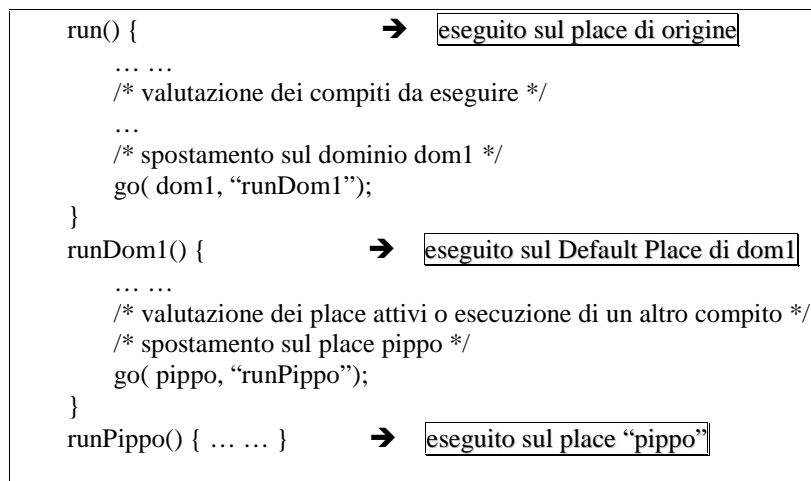 run() { ➔ eseguito sul place di origine
… …
/* valutazione dei compiti da eseguire */
…
/* spostamento sul dominio dom1 */
go( dom1, “runDom1”);
}
runDom1() { ➔ eseguito sul Default Place di dom1
… …
/* valutazione dei place attivi o esecuzione di un altro compito */
/* spostamento sul place pippo */
go( pippo, “runPippo”);
}
runPippo() { … … } ➔ eseguito sul place “pippo”